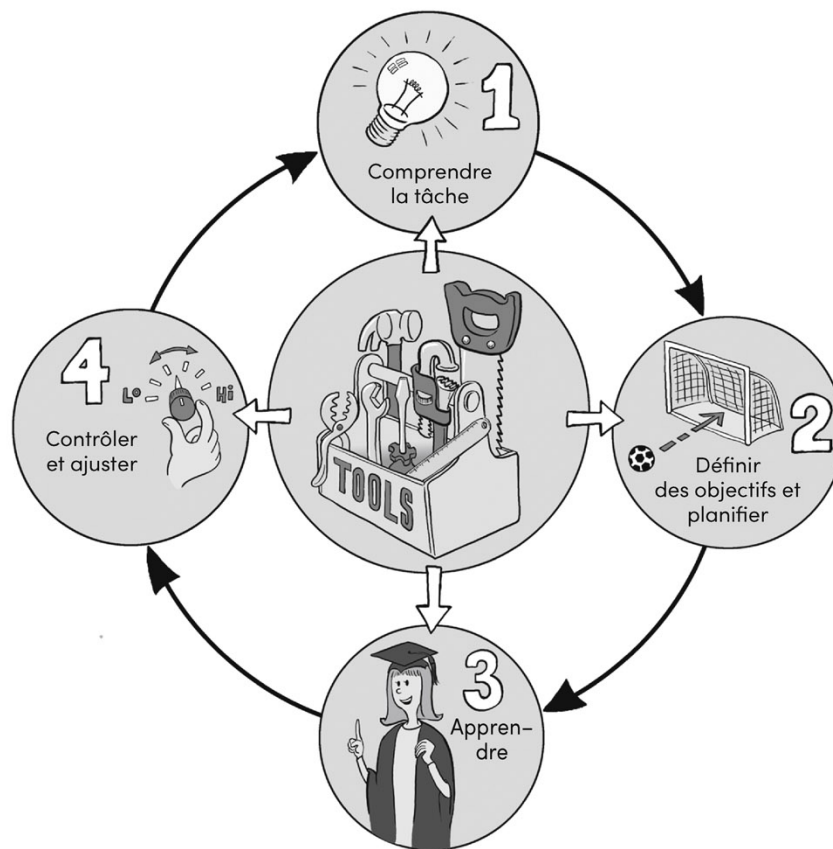 1
Comprendre
la tâche
2
Définir
des objectifs et
planifier
3
Appren-
dre
4
Lo Hi
Contrôler
et ajuster
TOOLS